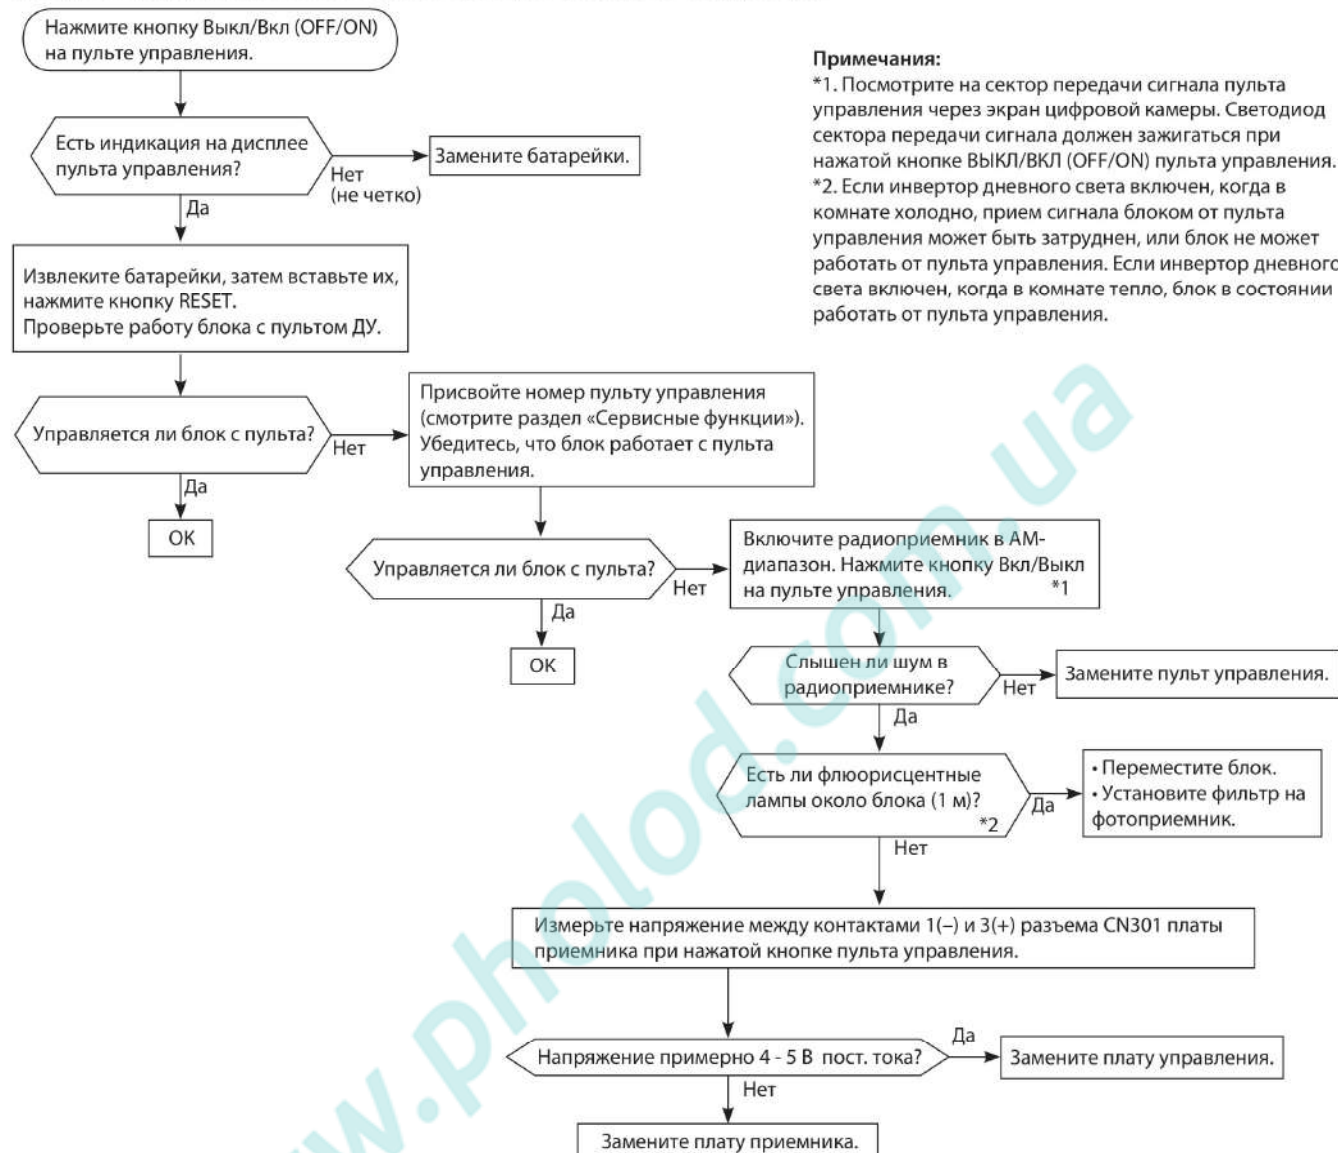 Нажмите кнопку Выкл/Вкл (OFF/ON)
на пульте управления.
Примечания:
*1. Посмотрите на сектор передачи сигнала пульта
управления через экран цифровой камеры. Светодиод
сектора передачи сигнала должен зажигаться при
нажатой кнопке ВЫКЛ/ВКЛ (OFF/ON) пульта управления.
*2. Если инвертор дневного света включен, когда в
комнате холодно, прием сигнала блоком от пульта
управления может быть затруднен, или блок не может
работать от пульта управления. Если инвертор дневного
света включен, когда в комнате тепло, блок в состоянии
работать от пульта управления.
Есть индикация на дисплее
пульта управления?
Нет
(не четко)
Замените батарейки.
Да
Извлеките батарейки, затем вставьте их,
нажмите кнопку RESET.
Проверьте работу блока с пультом ДУ.
Управляется ли блок с пульта?
Нет
Да
OK
Присвойте номер пульту управления
(смотрите раздел «Сервисные функции»).
Убедитесь, что блок работает с пульта
управления.
Управляется ли блок с пульта?
Нет
Да
OK
Включите радиоприемник в AM-
диапазон. Нажмите кнопку Вкл/Выкл
на пульте управления. *1
Слышен ли шум в
радиоприемнике?
Нет
Замените пульт управления.
Да
Есть ли флюорисцентные
лампы около блока (1 м)?
*2
Да
• Переместите блок.
• Установите фильтр на
фотоприемник.
Нет
Измерьте напряжение между контактами 1(–) и 3(+) разъема CN301 платы
приемника при нажатой кнопке пульта управления.
Напряжение примерно 4 - 5 В пост. тока?
Да
Замените плату управления.
Нет
Замените плату приемника.
w.pholod.com.ua